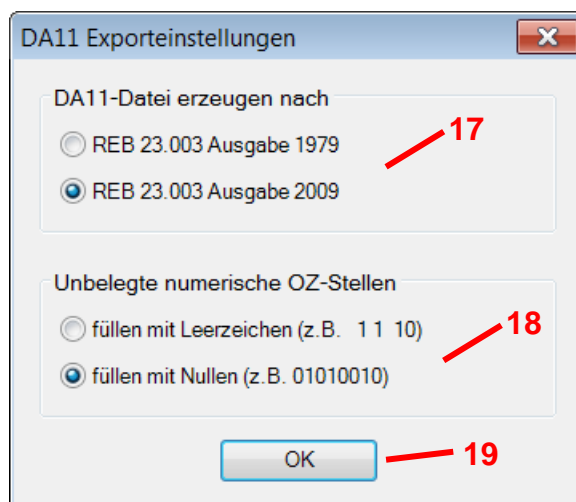 DA11 Exporteinstellungen
DA11-Datei erzeugen nach
17
REB 23.003 Ausgabe 1979
REB 23.003 Ausgabe 2009
Unbelegte numerische OZ-Stellen
18
füllen mit Leerzeichen (z.B.   1 1  10)
füllen mit Nullen (z.B. 01010010)
OK
19